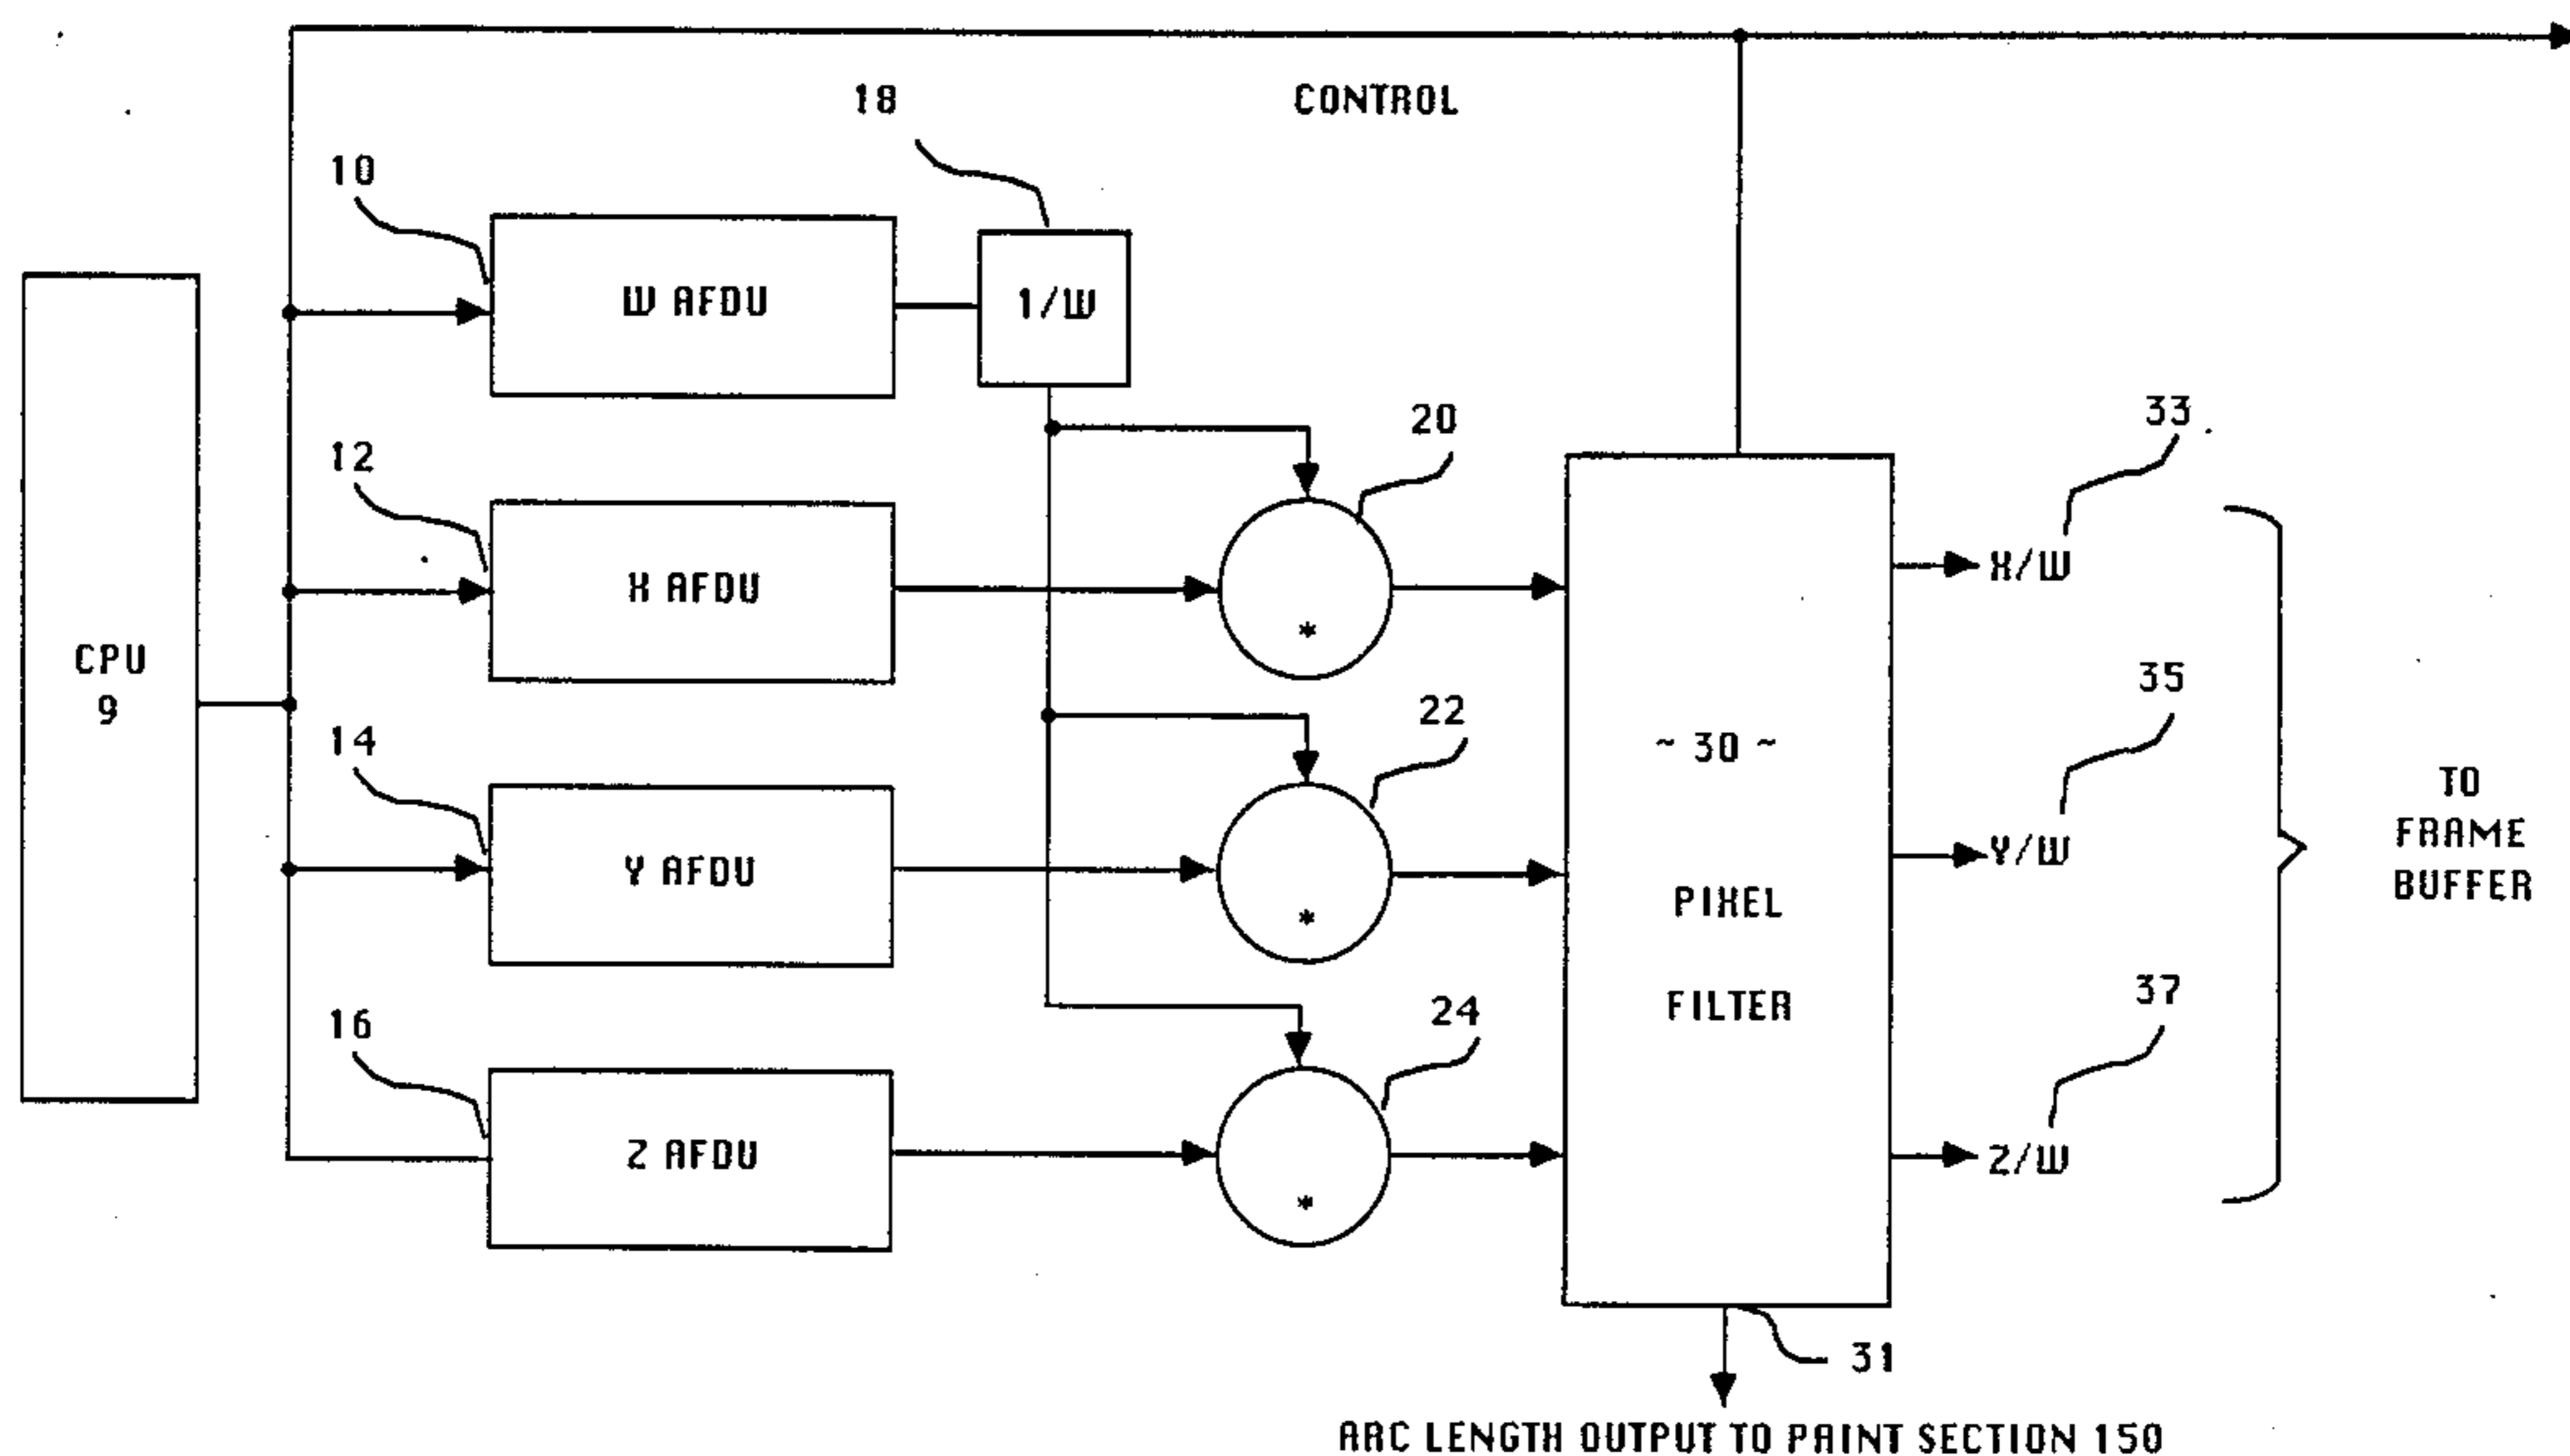 CONTROL
18
10
W AFDU
1/W
12
X AFDU
20
33
X/W
CPU
9
14
Y AFDU
22
~ 30 ~
PIXEL
FILTER
35
Y/W
TO
FRAME
BUFFER
16
Z AFDU
24
37
Z/W
*
*
*
31
ARC LENGTH OUTPUT TO PAINT SECTION 150